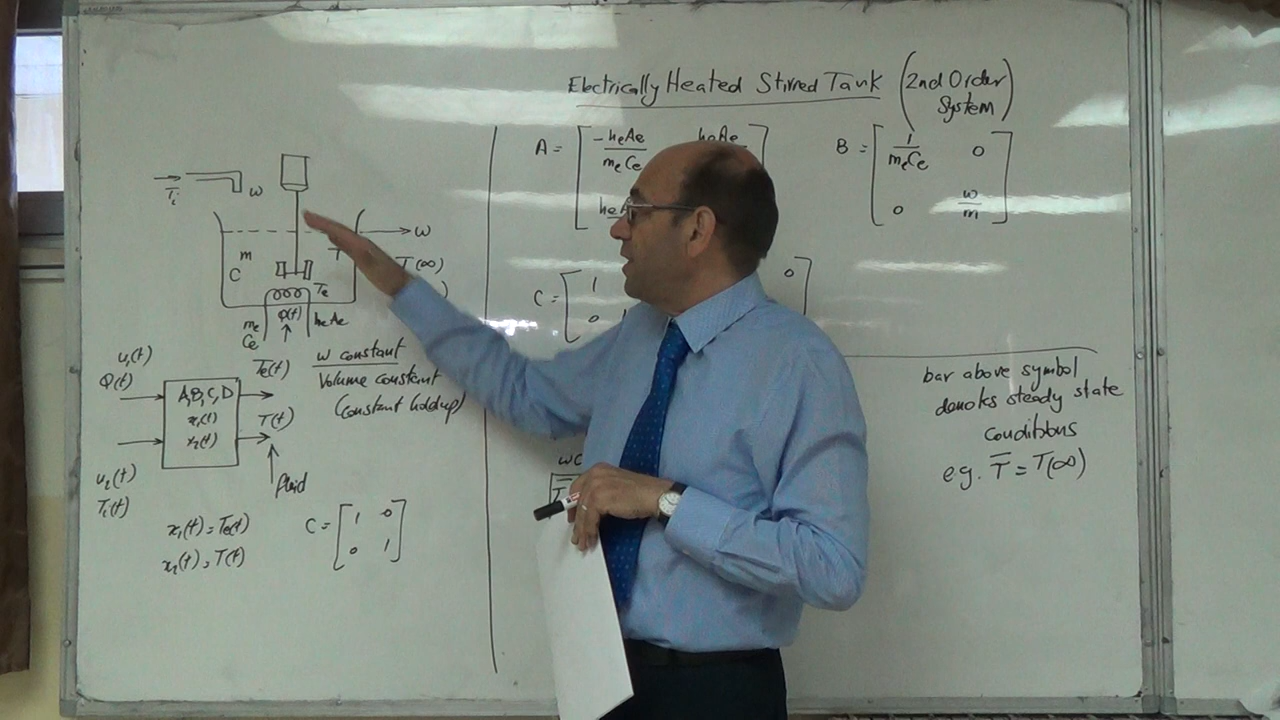 Electrically Heated Stirred Tank (2nd Order
System)
A = [ -heAe/meCe heAe
heA
B = [ 1/meCe 0
0 w/m ]
C = [ 1 0
0 ]
T̄i w
w
m
C
T
T(∞)
Te
Q(t)
me
Ce
heAe
w constant
Volume constant
(constant holdup)
u1(t)
Q(t)
Te(t)
A,B,C,D
x1(t)
x2(t)
T(t)
u2(t)
Ti(t)
fluid
x1(t) = Te(t)
x2(t) = T(t)
C = [ 1 0
0 1 ]
wC
bar above symbol
denotes steady state
conditions
e.g. T̄ = T(∞)